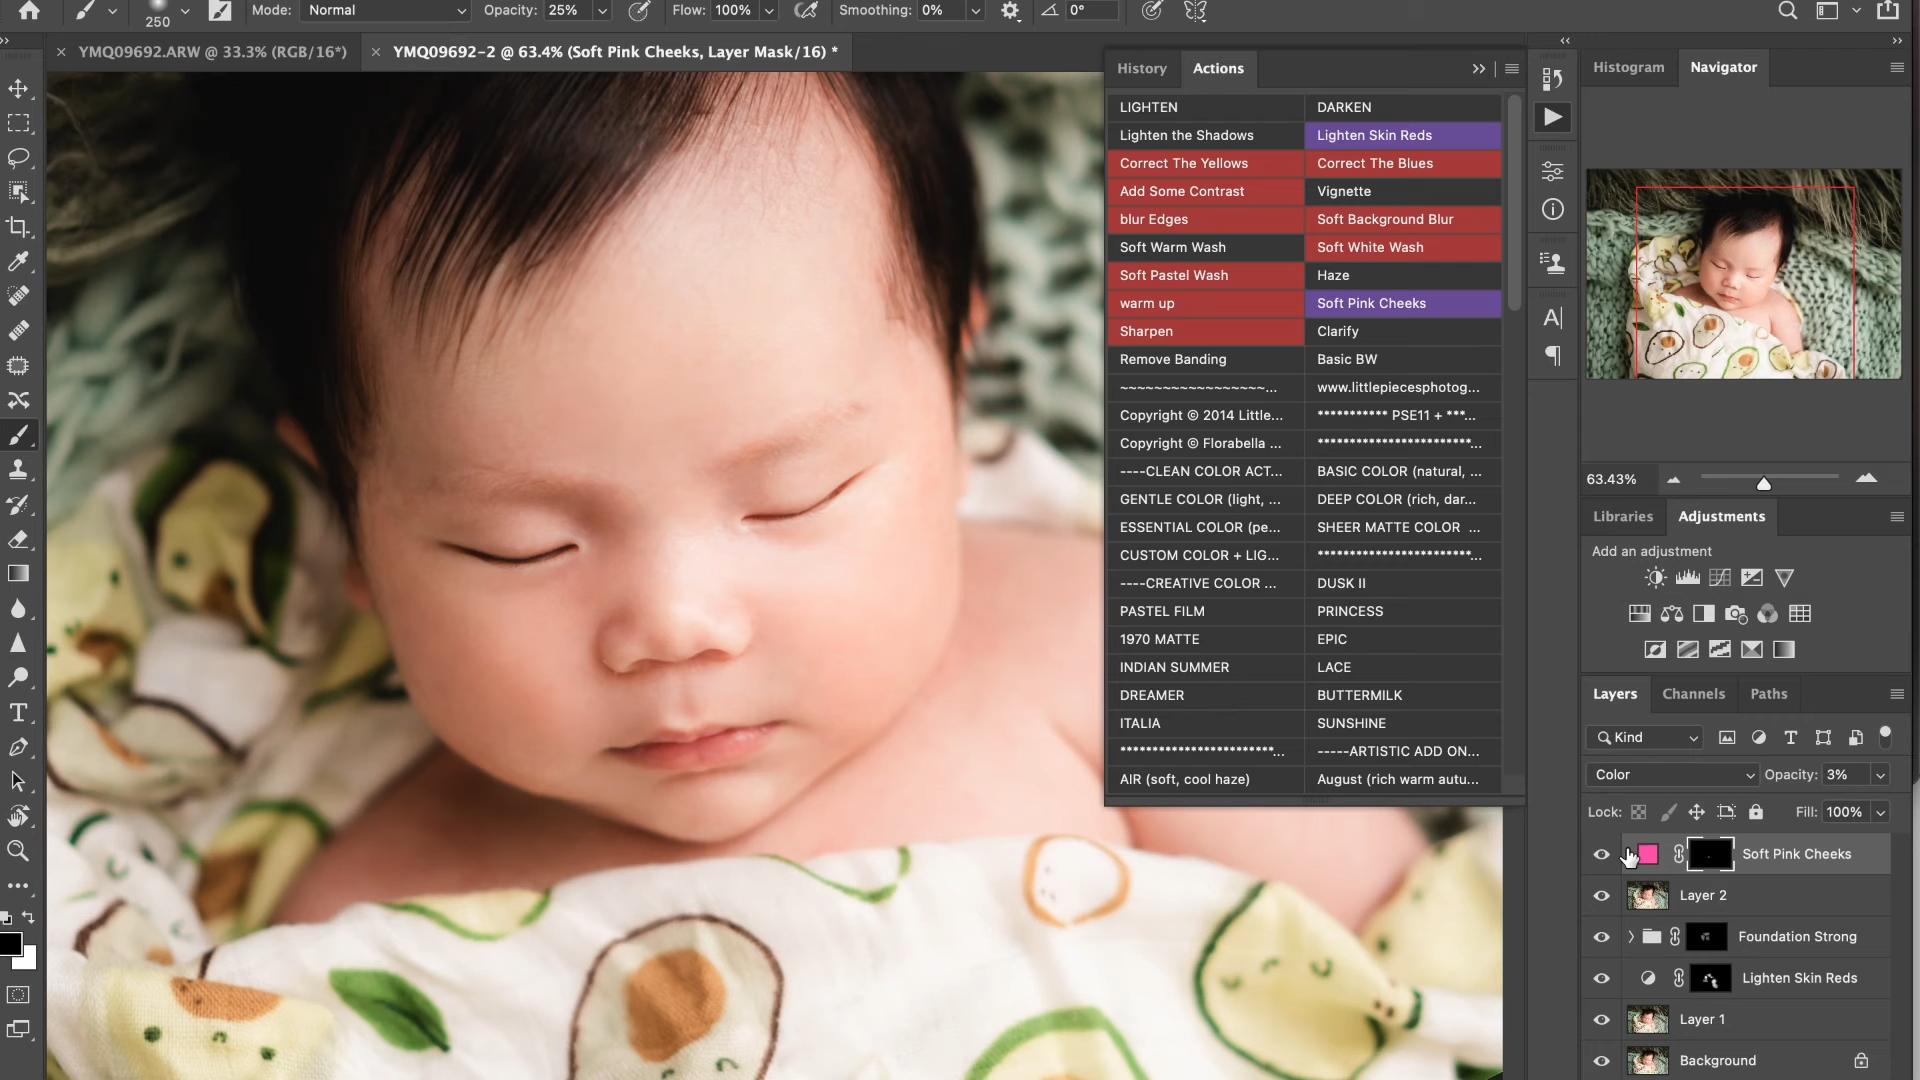 250
Mode: Normal Opacity: 25% Flow: 100% Smoothing: 0% 0°
YMQ09692.ARW @ 33.3% (RGB/16*)
YMQ09692-2 @ 63.4% (Soft Pink Cheeks, Layer Mask/16) *
History Actions
LIGHTEN DARKEN
Lighten the Shadows Lighten Skin Reds
Correct The Yellows Correct The Blues
Add Some Contrast Vignette
blur Edges Soft Background Blur
Soft Warm Wash Soft White Wash
Soft Pastel Wash Haze
warm up Soft Pink Cheeks
Sharpen Clarify
Remove Banding Basic BW
~~~~~~~~~~~~~~~~~... www.littlepiecesphotog...
Copyright © 2014 Little... *********** PSE11 + ***...
Copyright © Florabella ... ************************...
----CLEAN COLOR ACT... BASIC COLOR (natural, ...
GENTLE COLOR (light, ... DEEP COLOR (rich, dar...
ESSENTIAL COLOR (pe... SHEER MATTE COLOR ...
CUSTOM COLOR + LIG... ************************...
----CREATIVE COLOR ... DUSK II
PASTEL FILM PRINCESS
1970 MATTE EPIC
INDIAN SUMMER LACE
DREAMER BUTTERMILK
ITALIA SUNSHINE
************************... -----ARTISTIC ADD ON...
AIR (soft, cool haze) August (rich warm autu...
Histogram Navigator
63.43%
Libraries Adjustments
Add an adjustment
Layers Channels Paths
Kind
Color Opacity: 3%
Lock: Fill: 100%
Soft Pink Cheeks
Layer 2
Foundation Strong
Lighten Skin Reds
Layer 1
Background